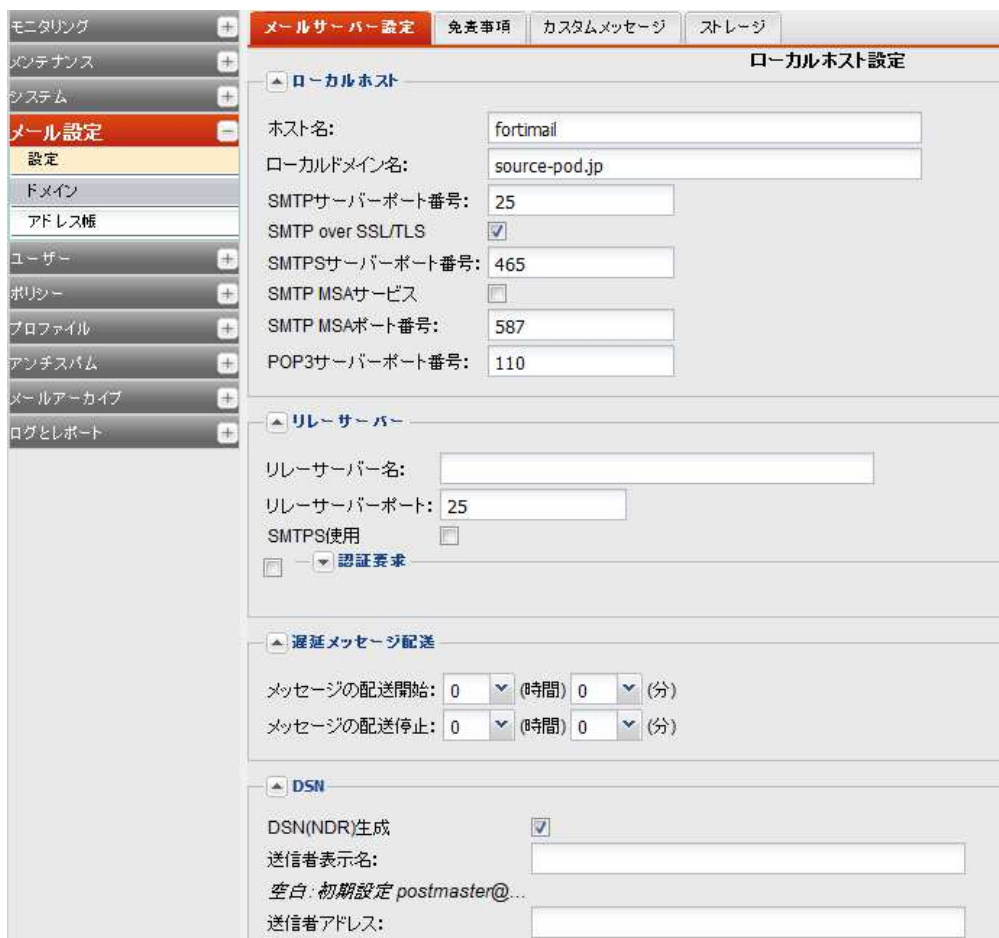 モニタリング
メンテナンス
システム
メール設定
設定
ドメイン
アドレス帳
ユーザー
ポリシー
プロファイル
アンチスパム
メールアーカイブ
ログとレポート
メールサーバー設定
免責事項
カスタムメッセージ
ストレージ
ローカルホスト設定
ローカルホスト
ホスト名: fortimail
ローカルドメイン名: source-pod.jp
SMTPサーバーポート番号: 25
SMTP over SSL/TLS
SMTPSサーバーポート番号: 465
SMTP MSAサービス
SMTP MSAポート番号: 587
POP3サーバーポート番号: 110
リレーサーバー
リレーサーバー名:
リレーサーバーポート: 25
SMTPS使用
認証要求
遅延メッセージ配送
メッセージの配送開始: 0 (時間) 0 (分)
メッセージの配送停止: 0 (時間) 0 (分)
DSN
DSN(NDR)生成
送信者表示名:
空白: 初期設定 postmaster@...
送信者アドレス: